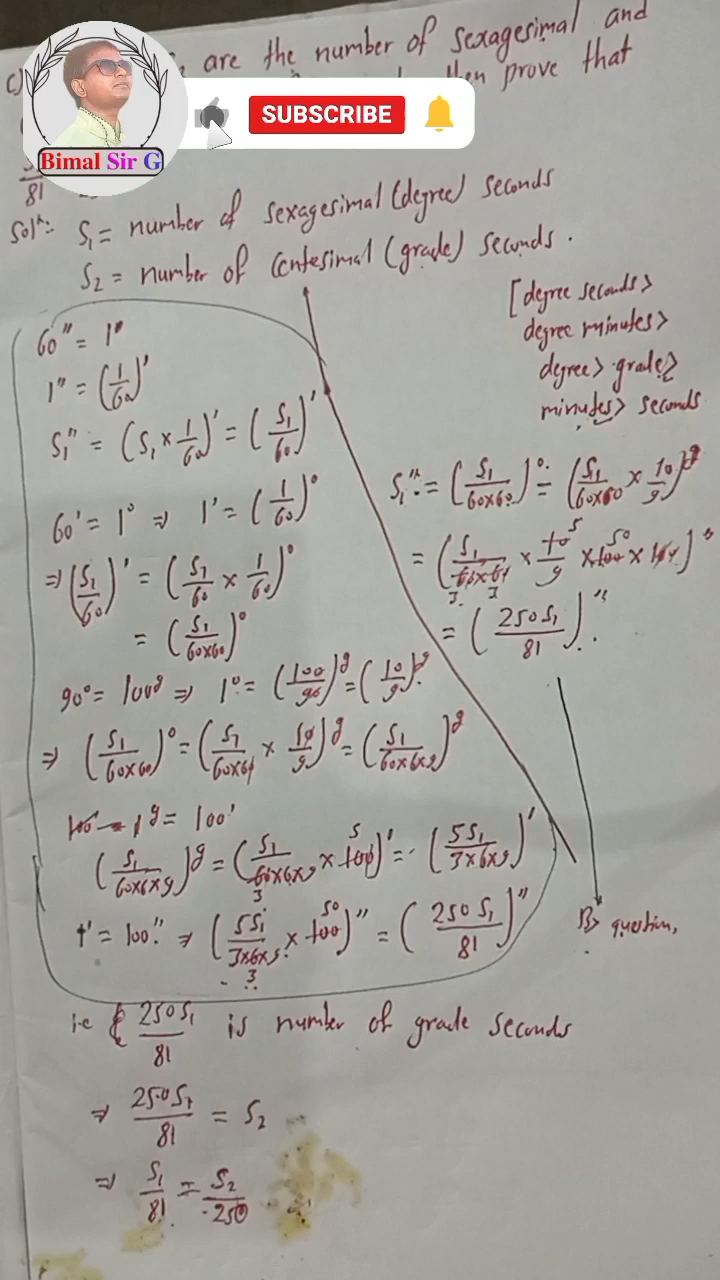 c) are the number of sexagesimal and
then prove that
SUBSCRIBE
Bimal Sir G
S₁/81
Solⁿ: S₁ = number of sexagesimal (degree) seconds
S₂ = number of Centesimal (grade) seconds.
[degree seconds>
degree minutes>
degree> grade>
minutes> seconds
60" = 1'
1" = (1/60)'
S₁" = (S₁ × 1/60)' = (S₁/60)'
60' = 1° ⇒ 1' = (1/60)°
⇒ (S₁/60)' = (S₁/60 × 1/60)°
= (S₁/60×60)°
90° = 100g ⇒ 1° = (100/90)g = (10/9)g
⇒ (S₁/60×60)° = (S₁/60×60 × 10/9)g = (S₁/60×6×9)g
1g = 100'
(S₁/60×6×9)g = (S₁/60×6×9 × 100)' = (5S₁/3×6×9)'
1' = 100" ⇒ (5S₁/3×6×9 × 100)" = (250S₁/81)"
S₁" = (S₁/60×60)° = (S₁/60×60 × 10/9)g
= (S₁/60×60 × 10/9 × 100 × 100)"
= (250S₁/81)"
By question,
i.e 250S₁/81 is number of grade seconds
⇒ 250S₁/81 = S₂
⇒ S₁/81 = S₂/250